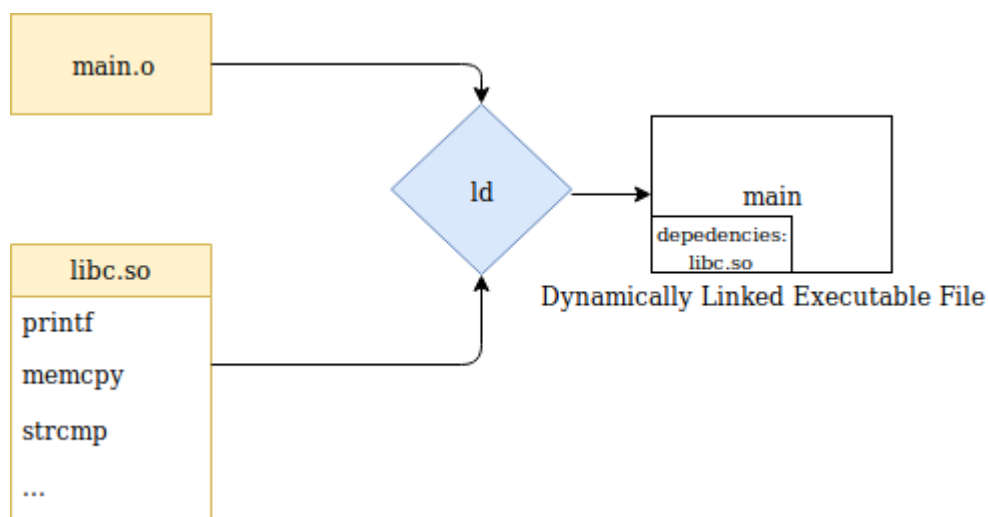 main.o
ld
main
depedencies:
libc.so
Dynamically Linked Executable File
libc.so
printf
memcpy
strcmp
...